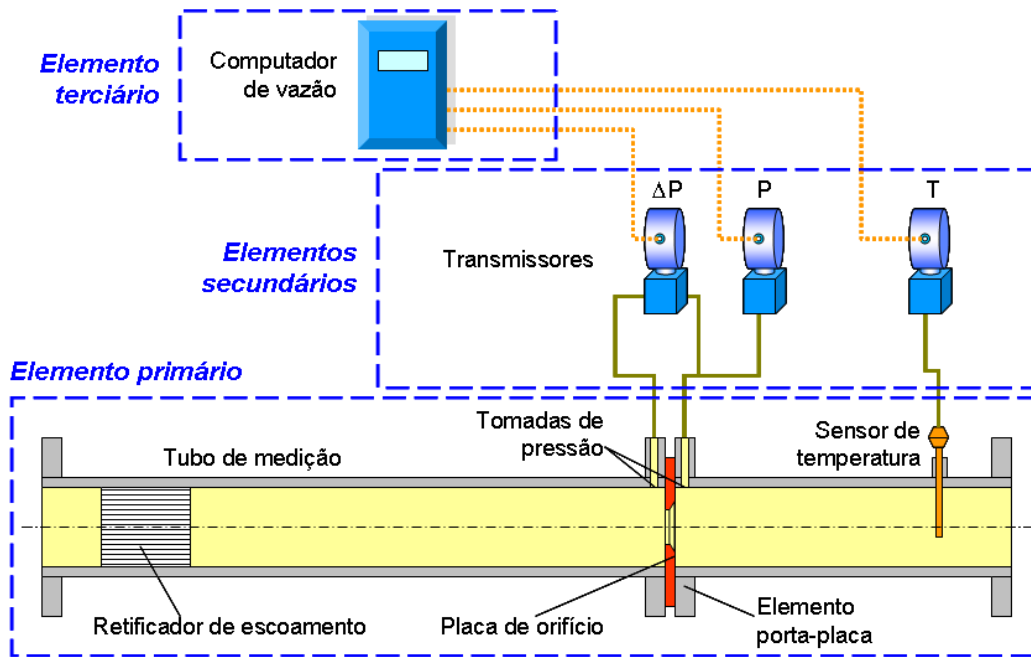 Elemento
terciário
Computador
de vazão
ΔP
P
T
Elementos
secundários
Transmissores
Elemento primário
Tubo de medição
Tomadas de
pressão
Sensor de
temperatura
Retificador de escoamento
Placa de orifício
Elemento
porta-placa